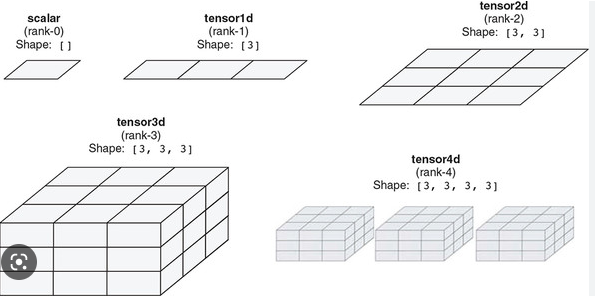 scalar
(rank-0)
Shape: []
tensor1d
(rank-1)
Shape: [3]
tensor2d
(rank-2)
Shape: [3, 3]
tensor3d
(rank-3)
Shape: [3, 3, 3]
tensor4d
(rank-4)
Shape: [3, 3, 3, 3]